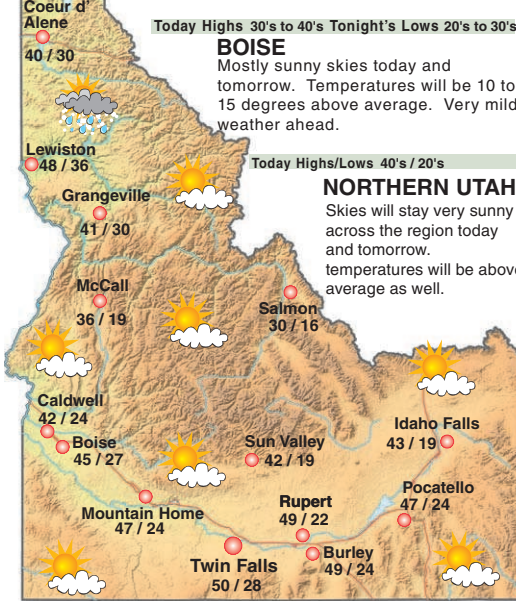 Coeur d'
Alene
40 / 30
Today Highs 30's to 40's Tonight's Lows 20's to 30's
BOISE
Mostly sunny skies today and
tomorrow. Temperatures will be 10 to
15 degrees above average. Very mild
weather ahead.
Lewiston
48 / 36
Today Highs/Lows 40's / 20's
NORTHERN UTAH
Skies will stay very sunny
across the region today
and tomorrow.
temperatures will be above
average as well.
Grangeville
41 / 30
McCall
36 / 19
Salmon
30 / 16
Caldwell
42 / 24
Boise
45 / 27
Sun Valley
42 / 19
Idaho Falls
43 / 19
Mountain Home
47 / 24
Rupert
49 / 22
Pocatello
47 / 24
Twin Falls
50 / 28
Burley
49 / 24